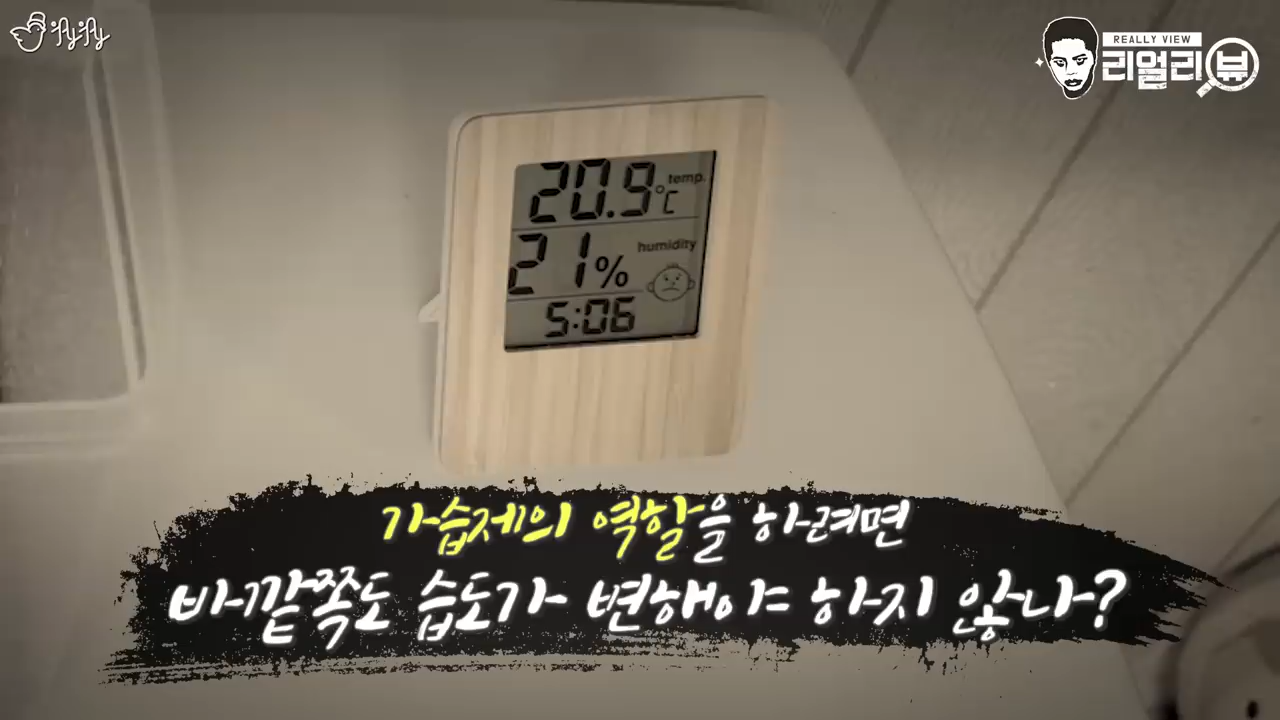 REALLY VIEW
리얼리뷰
20.9 °C temp.
21% humidity
5:06
가습제의 역할을 하려면
바깥쪽도 습도가 변해야 하지 않나?